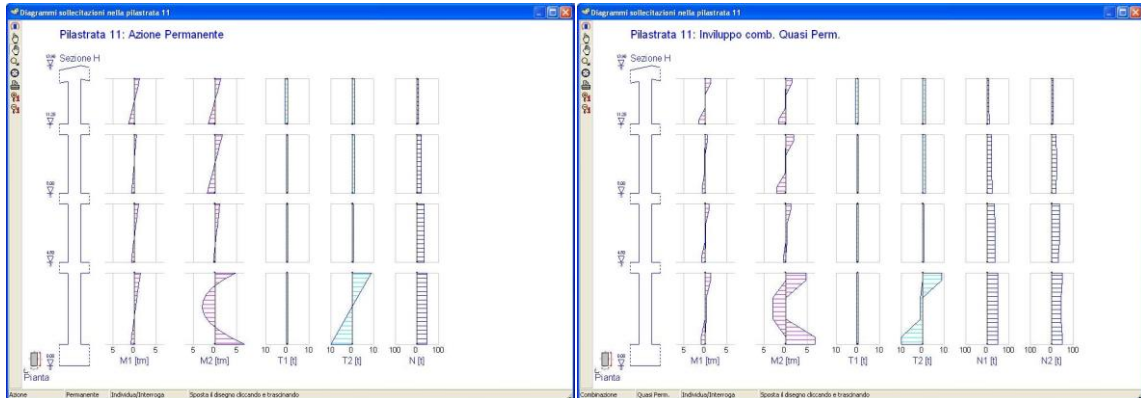 Diagrammi sollecitazioni nella pilastrata 11
Pilastrata 11: Azione Permanente
Sezione H
5 0 5
5 0 5
10 0 10
10 0 10
100 0 100
M1 [tm]
M2 [tm]
T1 [t]
T2 [t]
N [t]
Pianta
Azione
Permanente
Individua/Interroga
Sposta il disegno cliccando e trascinando
Diagrammi sollecitazioni nella pilastrata 11
Pilastrata 11: Inviluppo comb. Quasi Perm.
Sezione H
5 0 5
5 0 5
10 0 10
10 0 10
100 0 100
100 0 100
M1 [tm]
M2 [tm]
T1 [t]
T2 [t]
N1 [t]
N2 [t]
Pianta
Combinazione
Quasi Perm.
Individua/Interroga
Sposta il disegno cliccando e trascinando